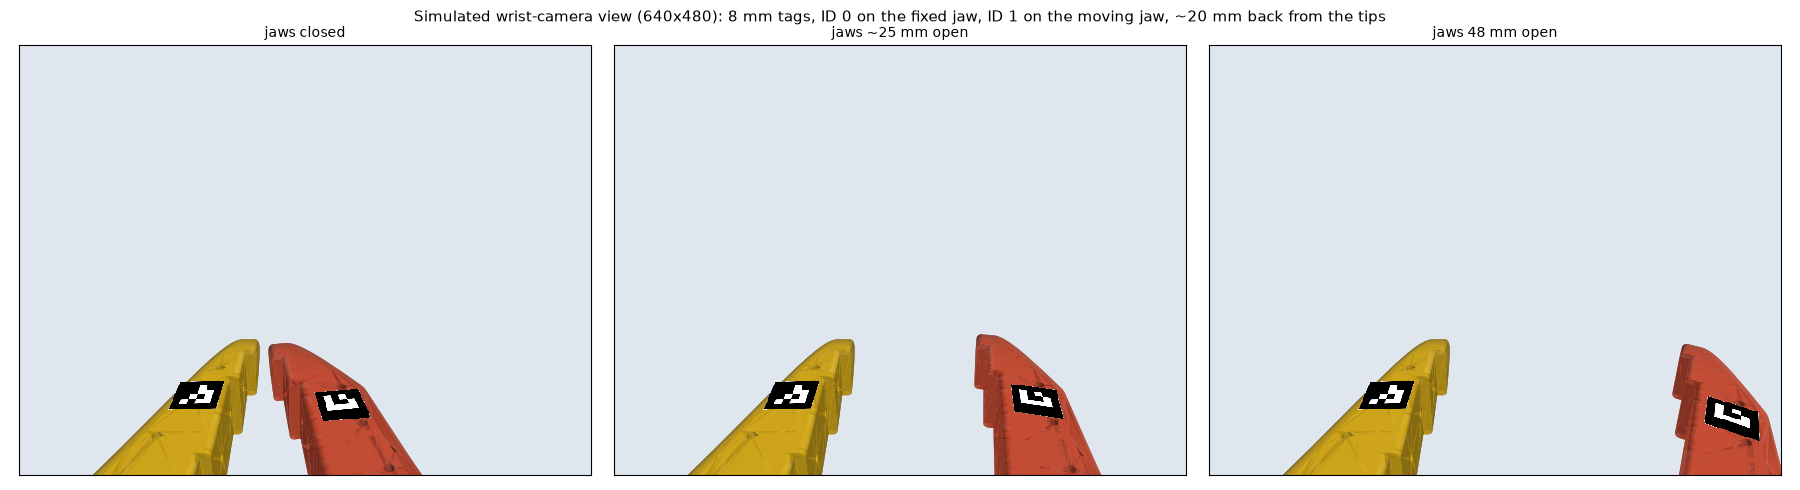 Simulated wrist-camera view (640x480): 8 mm tags, ID 0 on the fixed jaw, ID 1 on the moving jaw, ~20 mm back from the tips
jaws closed
jaws ~25 mm open
jaws 48 mm open